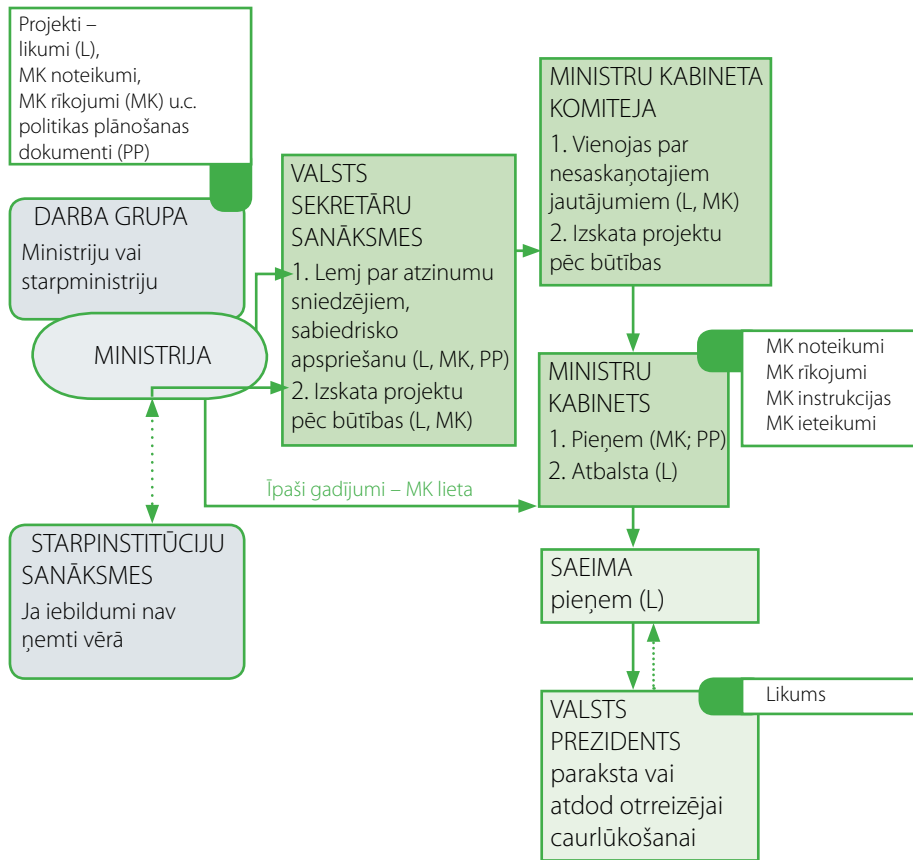 Projekti –
likumi (L),
MK noteikumi,
MK rīkojumi (MK) u.c.
politikas plānošanas
dokumenti (PP)
DARBA GRUPA
Ministriju vai
starpministriju
MINISTRIJA
STARPINSTITŪCIJU
SANĀKSMES
Ja iebildumi nav
ņemti vērā
VALSTS
SEKRETĀRU
SANĀKSMES
1. Lemj par atzinumu
sniedzējiem,
sabiedrisko
apspriešanu (L, MK, PP)
2. Izskata projektu
pēc būtības (L, MK)
Īpaši gadījumi – MK lieta
MINISTRU KABINETA
KOMITEJA
1. Vienojas par
nesaskaņotajiem
jautājumiem (L, MK)
2. Izskata projektu
pēc būtības
MINISTRU
KABINETS
1. Pieņem (MK; PP)
2. Atbalsta (L)
MK noteikumi
MK rīkojumi
MK instrukcijas
MK ieteikumi
SAEIMA
pieņem (L)
VALSTS
PREZIDENTS
paraksta vai
atdod otrreizējai
caurlūkošanai
Likums